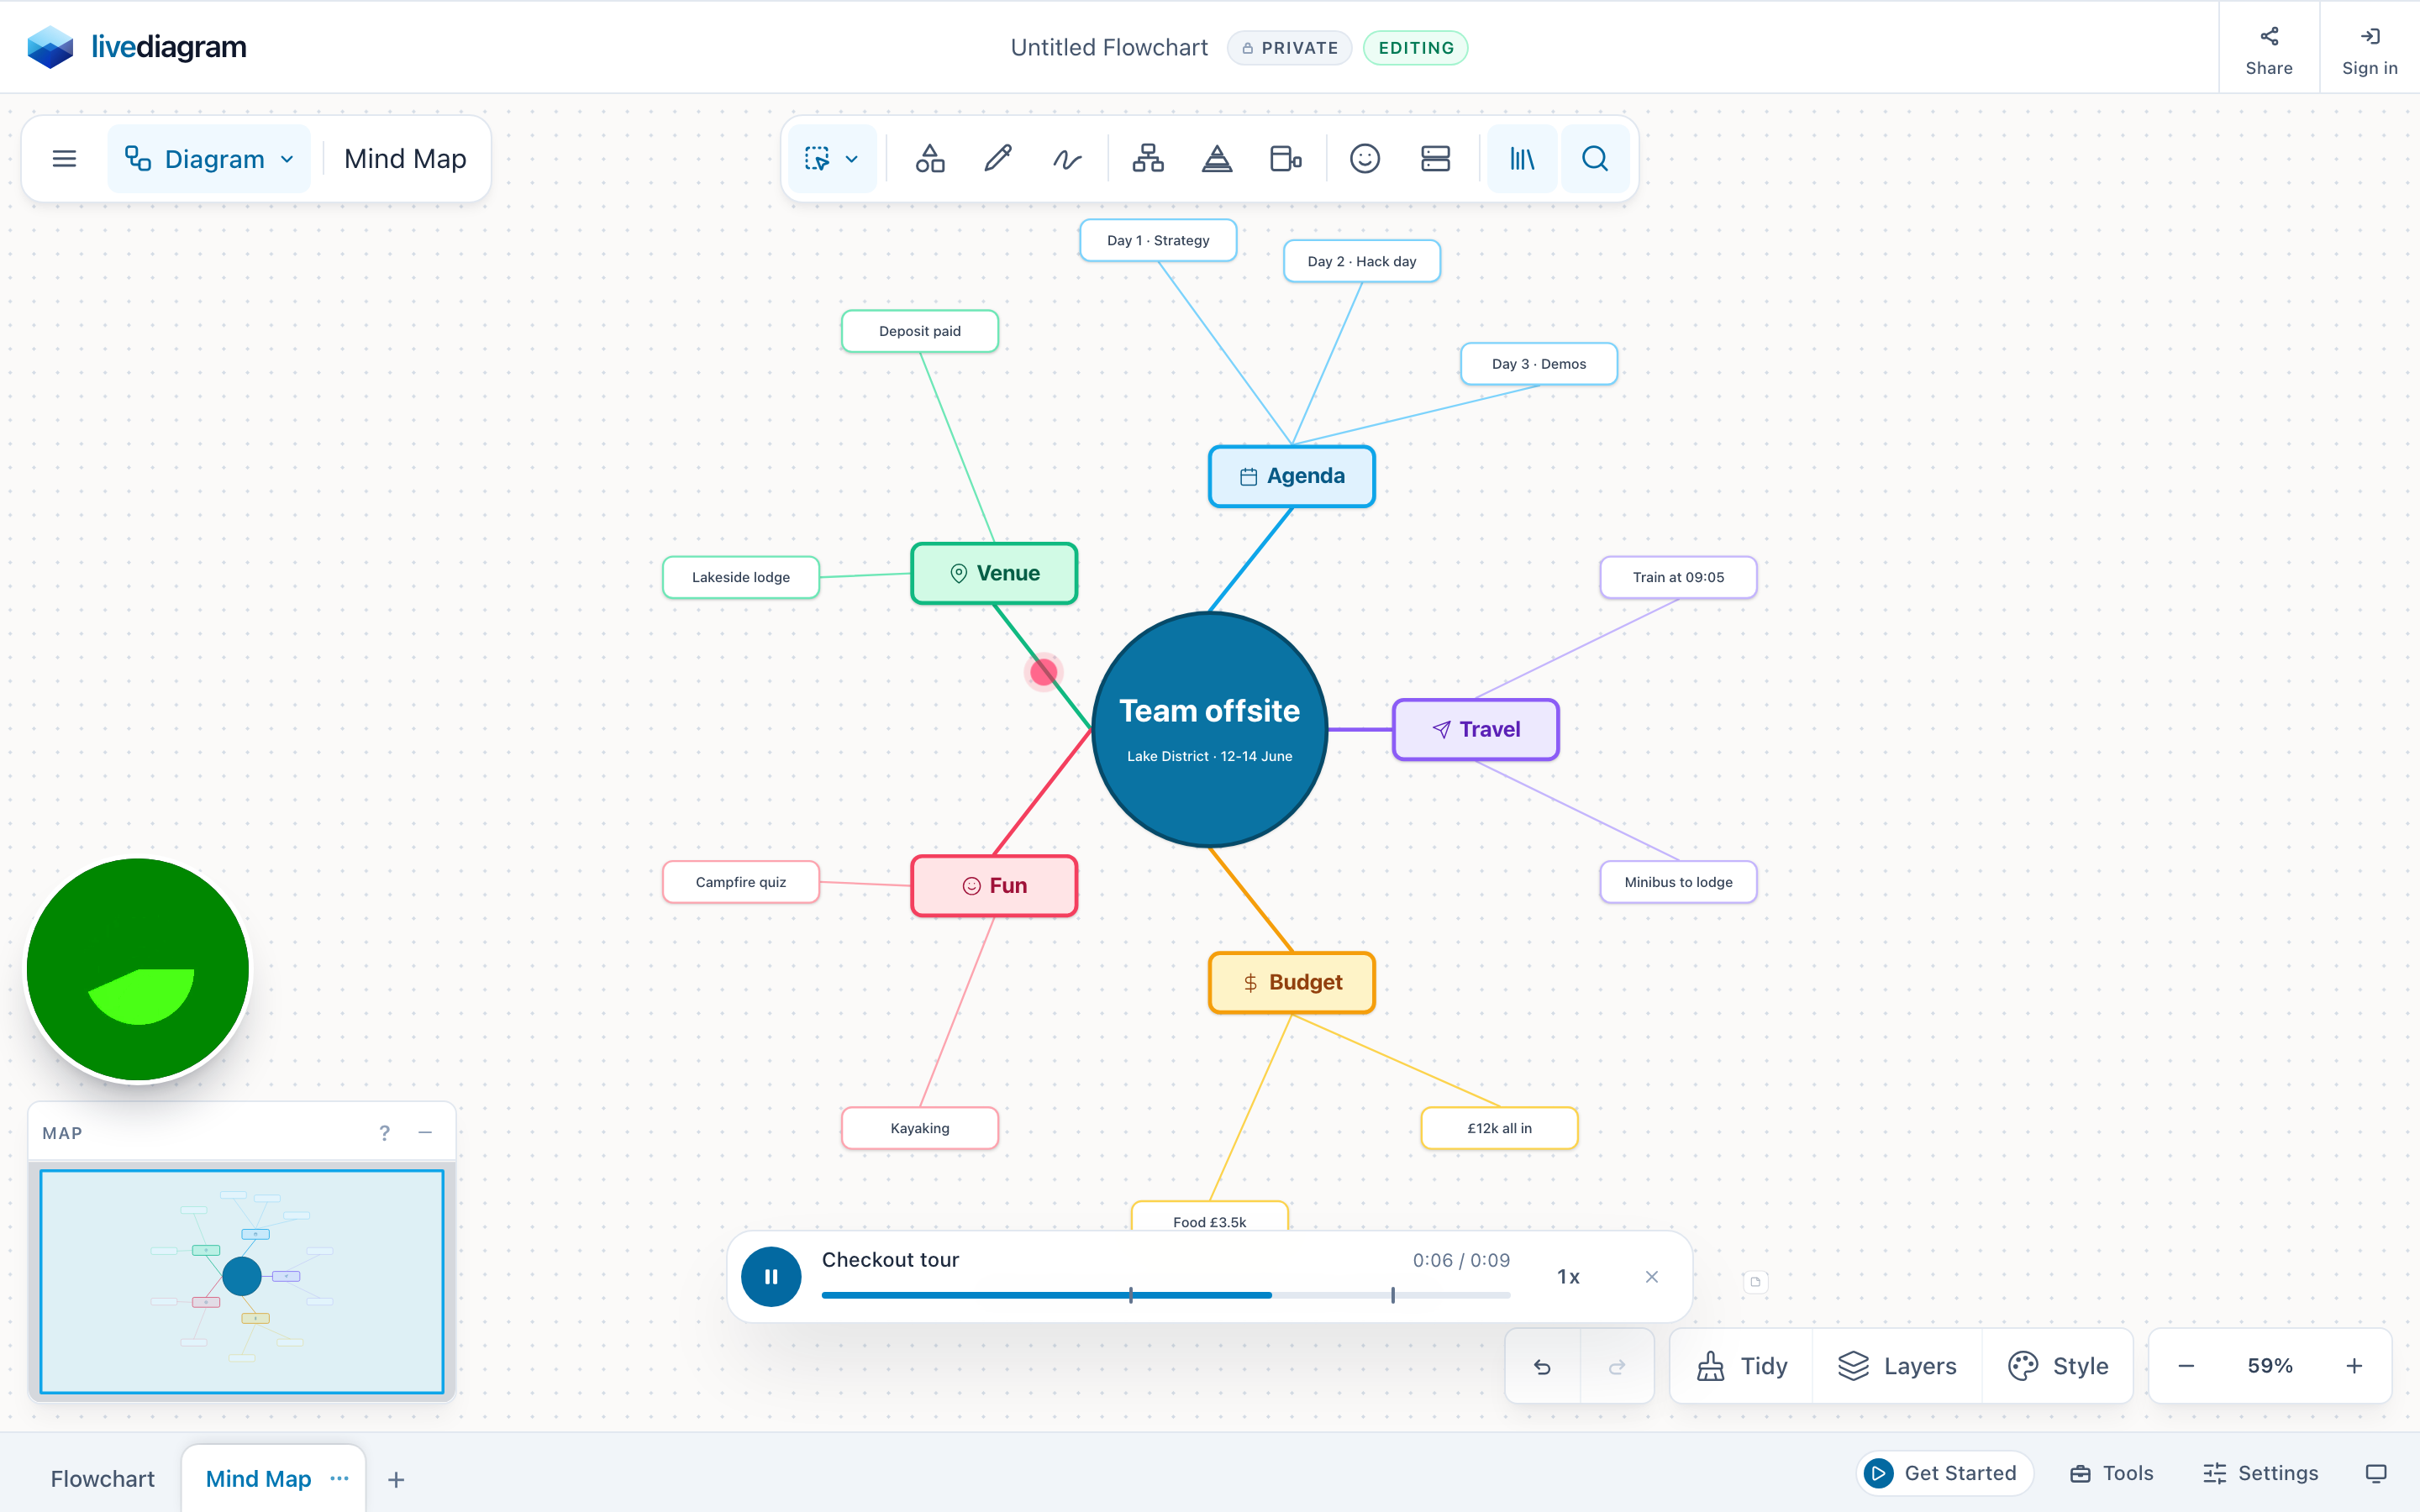 livediagram
Untitled Flowchart
PRIVATE
EDITING
Share
Sign in
Diagram
Mind Map
Day 1 · Strategy
Day 2 · Hack day
Deposit paid
Day 3 · Demos
Agenda
Venue
Lakeside lodge
Train at 09:05
Team offsite
Lake District · 12-14 June
Travel
Campfire quiz
Fun
Minibus to lodge
Budget
Kayaking
£12k all in
Food £3.5k
MAP
?
Checkout tour
0:06 / 0:09
1x
Tidy
Layers
Style
59%
Flowchart
Mind Map
Get Started
Tools
Settings